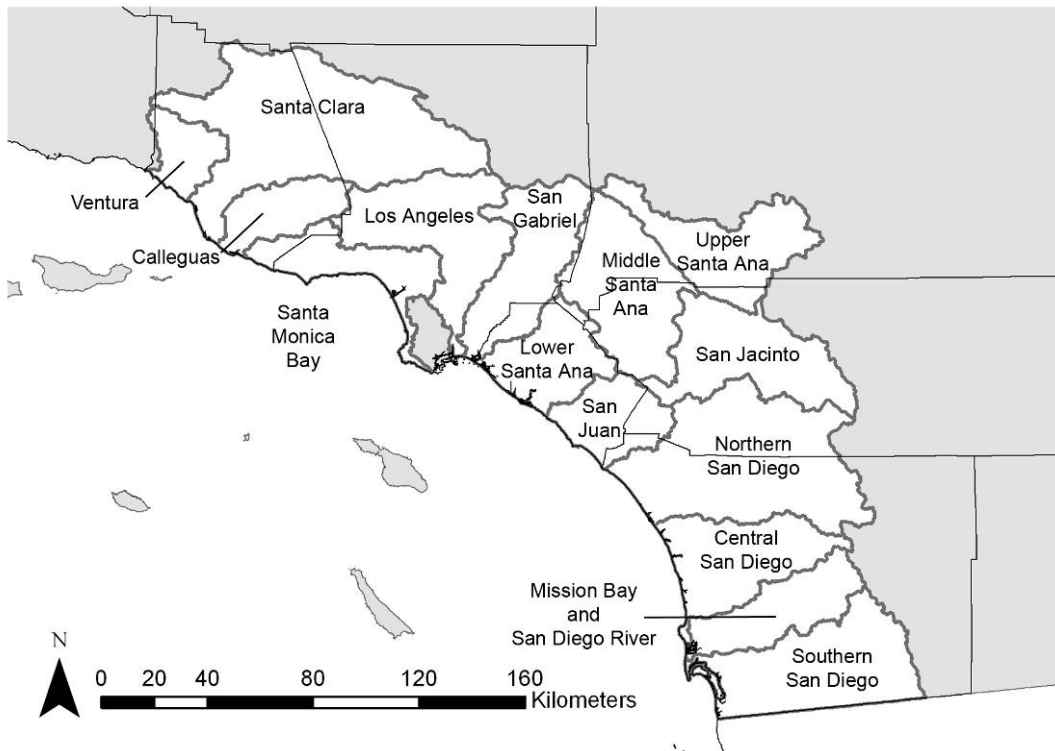 Santa Clara
Ventura
Calleguas
Los Angeles
San
Gabriel
Santa
Monica
Bay
Upper
Santa Ana
Middle
Santa
Ana
Lower
Santa Ana
San Jacinto
San
Juan
Northern
San Diego
Central
San Diego
Mission Bay
and
San Diego River
Southern
San Diego
N
0 20 40 80 120 160
Kilometers